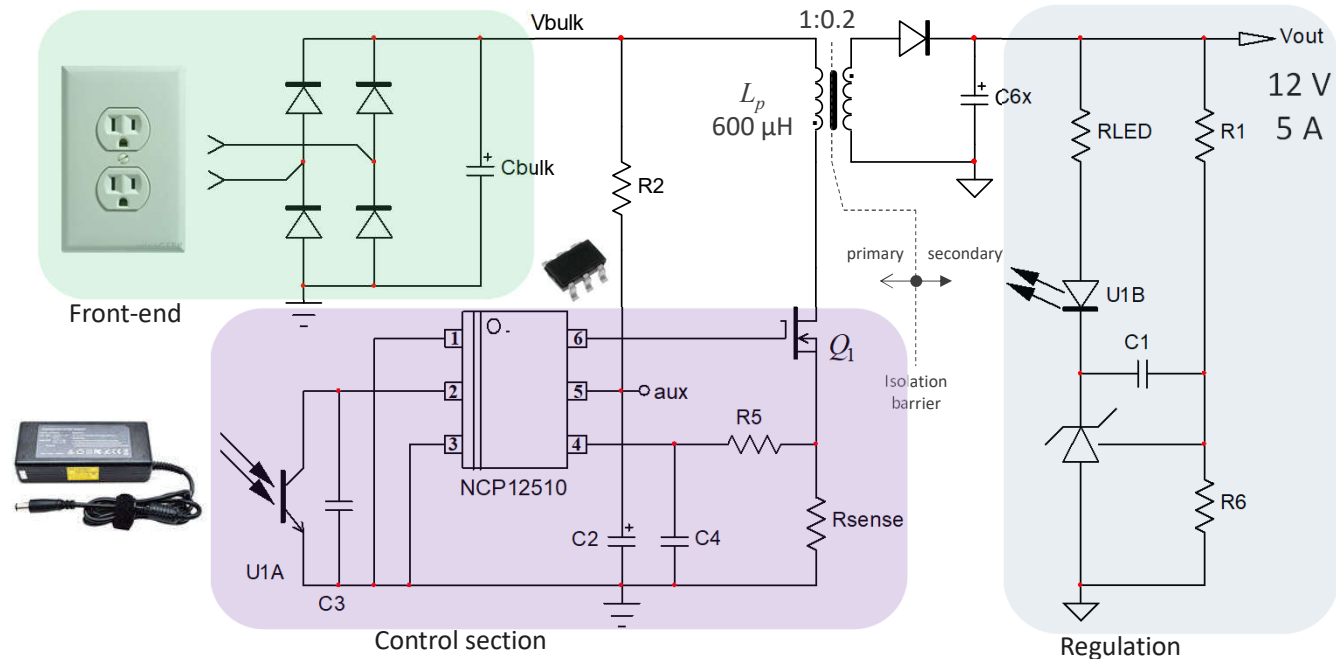 Vbulk
1:0.2
Vout
12 V
5 A
Lp
600 µH
C6x
RLED
R1
Cbulk
R2
primary
secondary
Front-end
U1B
C1
1
6
Q1
2
5
aux
Isolation
barrier
R5
3
4
NCP12510
R6
Rsense
C2
C4
U1A
C3
Control section
Regulation